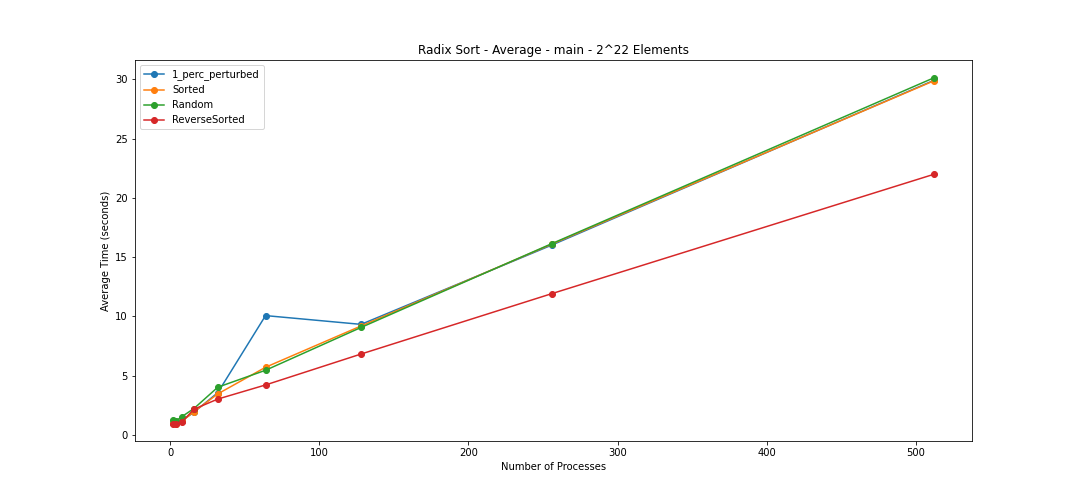 Radix Sort - Average - main - 2^22 Elements
1_perc_perturbed
Sorted
Random
ReverseSorted
Average Time (seconds)
30
25
20
15
10
5
0
0 100 200 300 400 500
Number of Processes